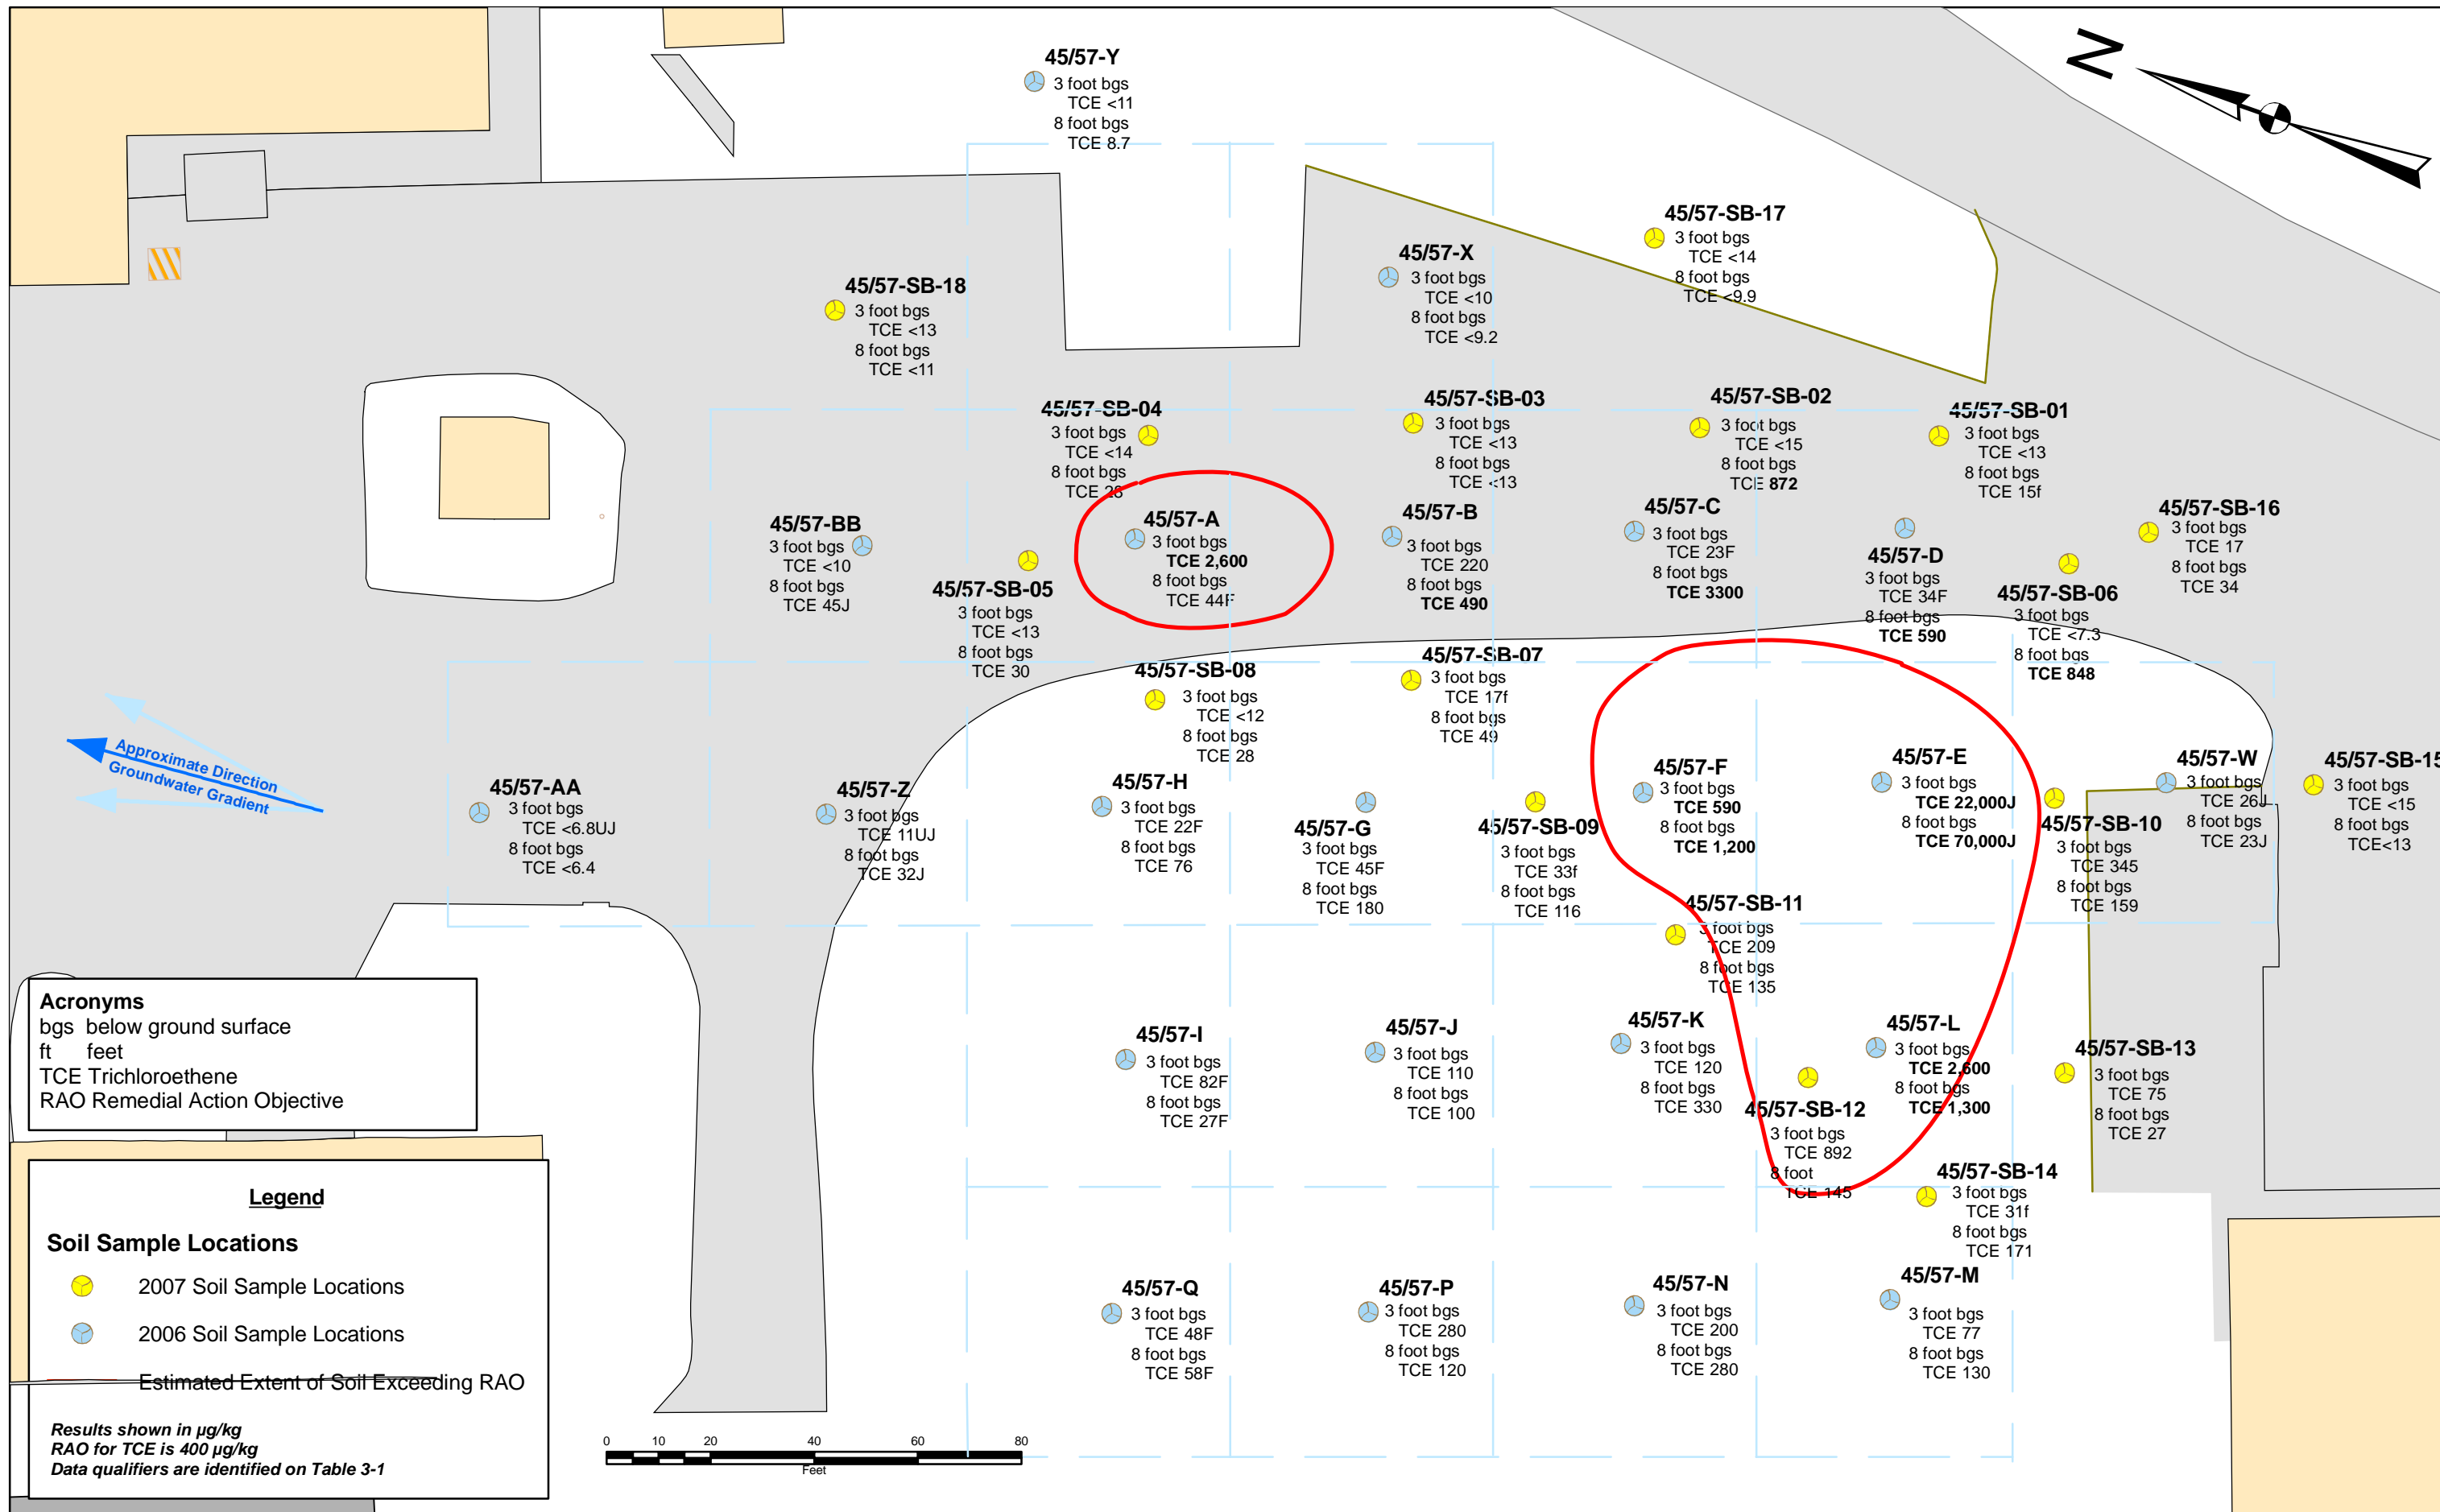 N
45/57-Y
3 foot bgs
TCE <11
8 foot bgs
TCE 8.7
45/57-SB-17
3 foot bgs
TCE <14
8 foot bgs
TCE <9.9
45/57-X
3 foot bgs
TCE <10
8 foot bgs
TCE <9.2
45/57-SB-18
3 foot bgs
TCE <13
8 foot bgs
TCE <11
45/57-SB-04
3 foot bgs
TCE <14
8 foot bgs
TCE 28
45/57-SB-03
3 foot bgs
TCE <13
8 foot bgs
TCE <13
45/57-SB-02
3 foot bgs
TCE <15
8 foot bgs
TCE 872
45/57-SB-01
3 foot bgs
TCE <13
8 foot bgs
TCE 15f
45/57-BB
3 foot bgs
TCE <10
8 foot bgs
TCE 45J
45/57-SB-05
3 foot bgs
TCE <13
8 foot bgs
TCE 30
45/57-A
3 foot bgs
TCE 2,600
8 foot bgs
TCE 44F
45/57-B
3 foot bgs
TCE 220
8 foot bgs
TCE 490
45/57-C
3 foot bgs
TCE 23F
8 foot bgs
TCE 3300
45/57-D
3 foot bgs
TCE 34F
8 foot bgs
TCE 590
45/57-SB-06
3 foot bgs
TCE <7.3
8 foot bgs
TCE 848
45/57-SB-16
3 foot bgs
TCE 17
8 foot bgs
TCE 34
45/57-SB-08
3 foot bgs
TCE <12
8 foot bgs
TCE 28
45/57-SB-07
3 foot bgs
TCE 17f
8 foot bgs
TCE 49
Approximate Direction
Groundwater Gradient
45/57-AA
3 foot bgs
TCE <6.8UJ
8 foot bgs
TCE <6.4
45/57-Z
3 foot bgs
TCE 11UJ
8 foot bgs
TCE 32J
45/57-H
3 foot bgs
TCE 22F
8 foot bgs
TCE 76
45/57-G
3 foot bgs
TCE 45F
8 foot bgs
TCE 180
45/57-SB-09
3 foot bgs
TCE 33f
8 foot bgs
TCE 116
45/57-F
3 foot bgs
TCE 590
8 foot bgs
TCE 1,200
45/57-E
3 foot bgs
TCE 22,000J
8 foot bgs
TCE 70,000J
45/57-SB-10
3 foot bgs
TCE 345
8 foot bgs
TCE 159
45/57-W
3 foot bgs
TCE 26J
8 foot bgs
TCE 23J
45/57-SB-15
3 foot bgs
TCE <15
8 foot bgs
TCE<13
45/57-SB-11
3 foot bgs
TCE 209
8 foot bgs
TCE 135
45/57-I
3 foot bgs
TCE 82F
8 foot bgs
TCE 27F
45/57-J
3 foot bgs
TCE 110
8 foot bgs
TCE 100
45/57-K
3 foot bgs
TCE 120
8 foot bgs
TCE 330
45/57-SB-12
3 foot bgs
TCE 892
8 foot
TCE 145
45/57-L
3 foot bgs
TCE 2,600
8 foot bgs
TCE 1,300
45/57-SB-13
3 foot bgs
TCE 75
8 foot bgs
TCE 27
45/57-SB-14
3 foot bgs
TCE 31f
8 foot bgs
TCE 171
45/57-Q
3 foot bgs
TCE 48F
8 foot bgs
TCE 58F
45/57-P
3 foot bgs
TCE 280
8 foot bgs
TCE 120
45/57-N
3 foot bgs
TCE 200
8 foot bgs
TCE 280
45/57-M
3 foot bgs
TCE 77
8 foot bgs
TCE 130
Acronyms
bgs below ground surface
ft feet
TCE Trichloroethene
RAO Remedial Action Objective
Legend
Soil Sample Locations
2007 Soil Sample Locations
2006 Soil Sample Locations
Estimated Extent of Soil Exceeding RAO
Results shown in µg/kg
RAO for TCE is 400 µg/kg
Data qualifiers are identified on Table 3-1
0 10 20 40 60 80
Feet